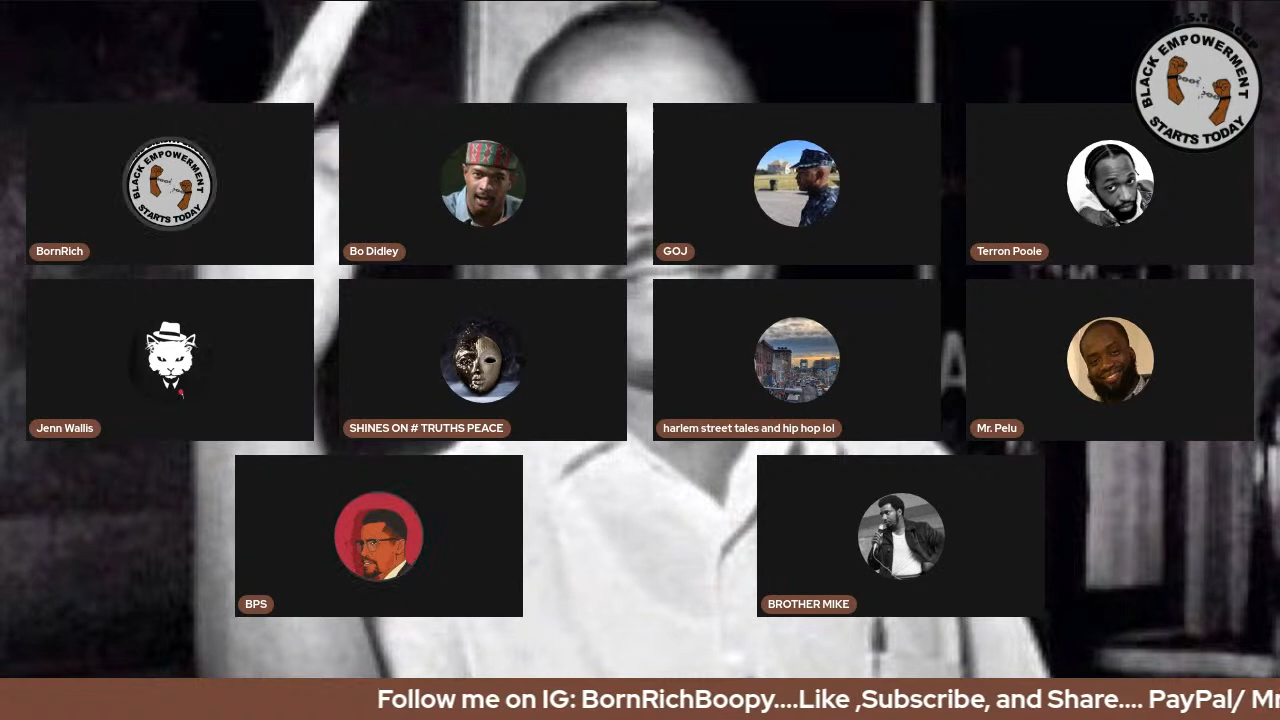 BLACK EMPOWERMENT
STARTS TODAY
BLACK EMPOWERMENT
STARTS TODAY
BornRich
Bo Didley
GOJ
Terron Poole
Jenn Wallis
SHINES ON # TRUTHS PEACE
harlem street tales and hip hop lol
Mr. Pelu
BPS
BROTHER MIKE
Follow me on IG: BornRichBoopy....Like ,Subscribe, and Share.... PayPal/